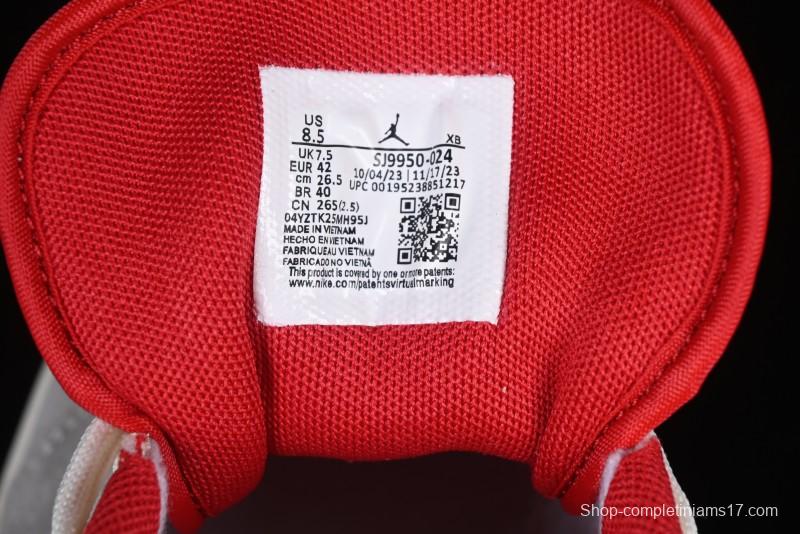 US
8.5 XB
UK 7.5 SJ9950-024
EUR 42 10/04/23 | 11/17/23
cm 26.5 UPC 00195238851217
BR 40
CN 265(2.5)
04YZTK25MH95J
MADE IN VIETNAM
HECHO EN VIETNAM
FABRIQUEAU VIETNAM
FABRICADO NO VIETNÃ
This product is covered by one or more patents:
www.nike.com/patentsvirtualmarking
Shop-completinjams17.com